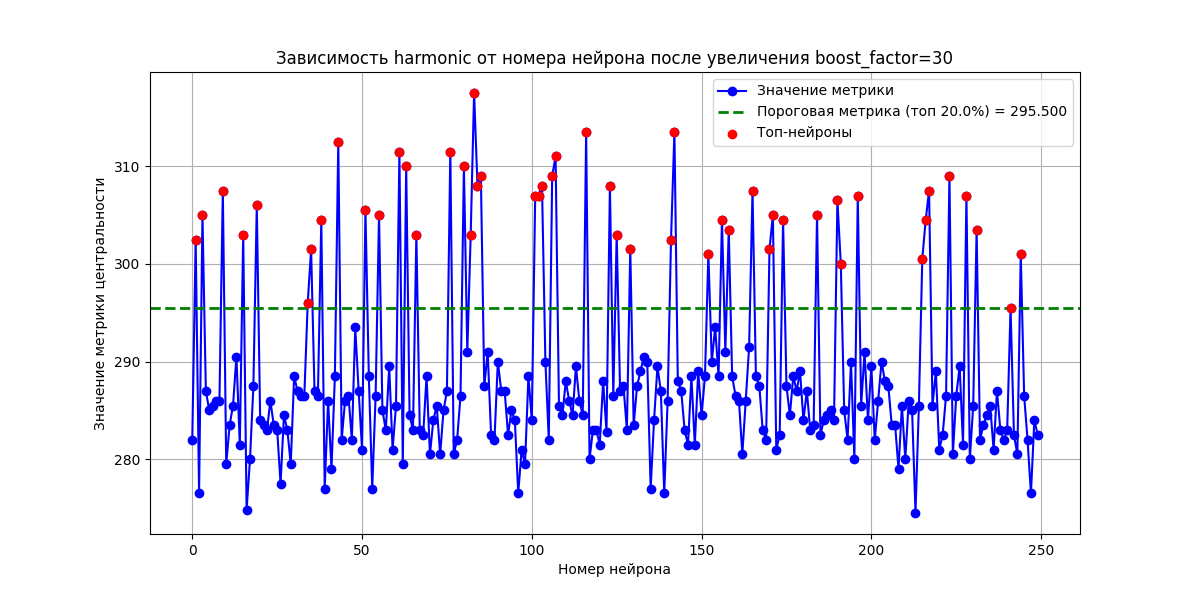 Зависимость harmonic от номера нейрона после увеличения boost_factor=30
Значение метрики
Пороговая метрика (топ 20.0%) = 295.500
Топ-нейроны
Значение метрики центральности
310
300
290
280
0
50
100
150
200
250
Номер нейрона